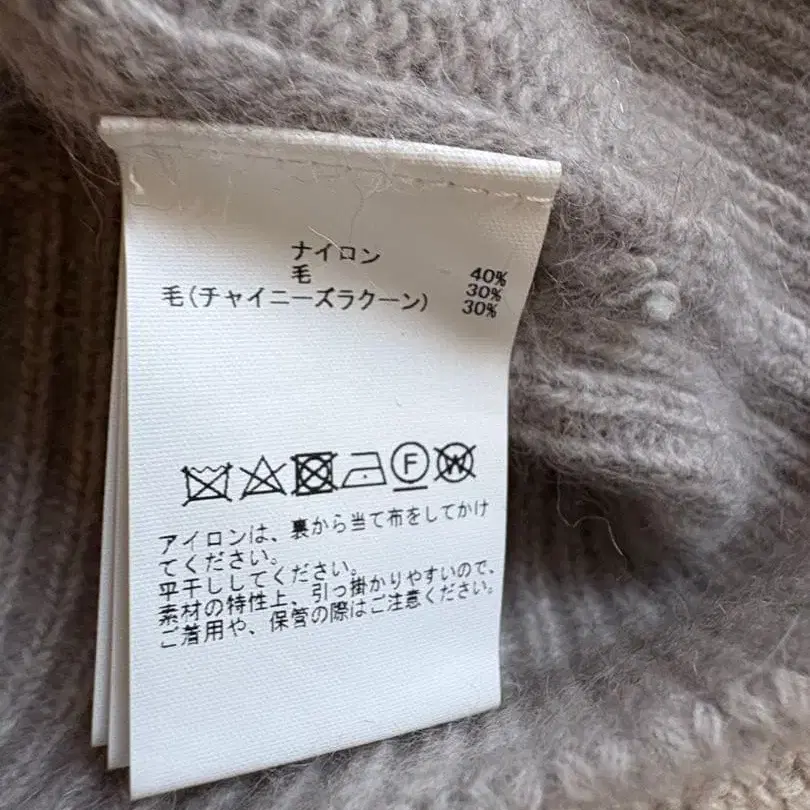 ナイロン 40%
毛 30%
毛(チャイニーズラクーン) 30%
F W
アイロンは、裏から当て布をしてかけ
てください。
平干ししてください。
素材の特性上、引っ掛かりやすいので、
ご着用や、保管の際はご注意ください。